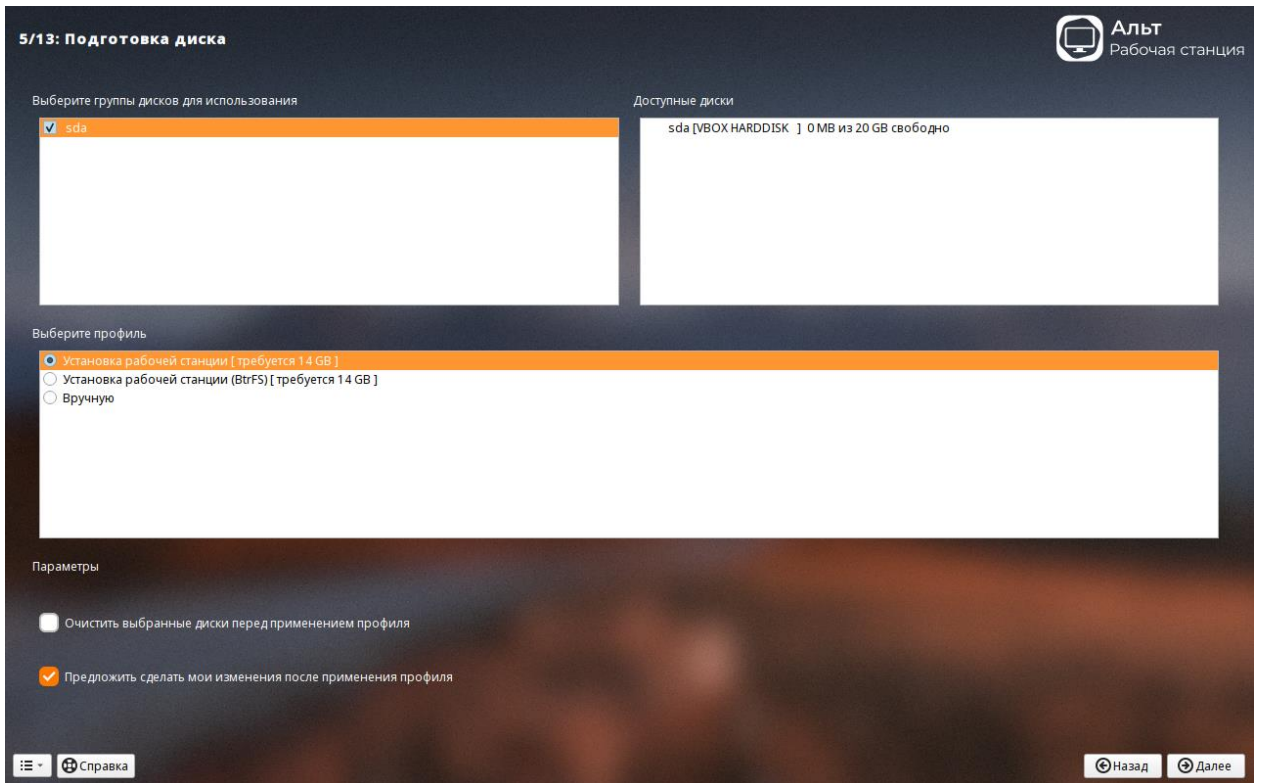 5/13: Подготовка диска
Альт
Рабочая станция
Выберите группы дисков для использования
Доступные диски
sda
sda [VBOX HARDDISK ] 0 MB из 20 GB свободно
Выберите профиль
Установка рабочей станции [ требуется 14 GB ]
Установка рабочей станции (BtrFS) [ требуется 14 GB ]
Вручную
Параметры
Очистить выбранные диски перед применением профиля
Предложить сделать мои изменения после применения профиля
Справка
Назад
Далее